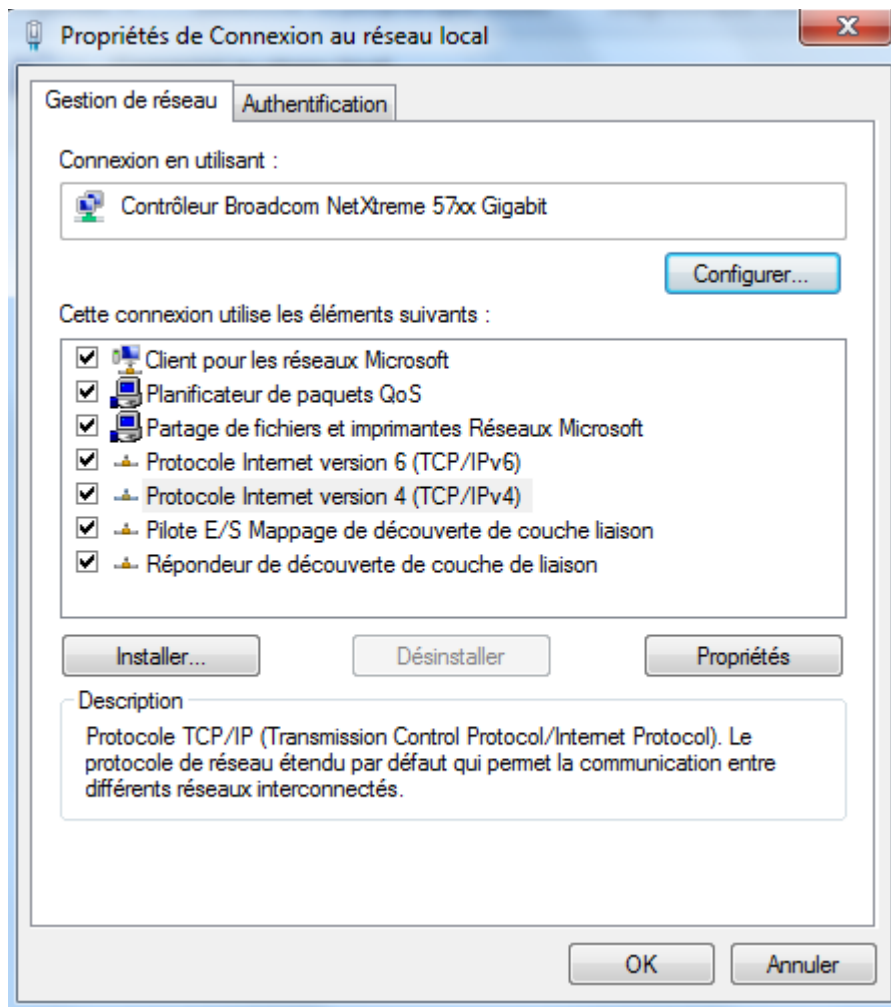 Propriétés de Connexion au réseau local
Gestion de réseau
Authentification
Connexion en utilisant :
Contrôleur Broadcom NetXtreme 57xx Gigabit
Configurer...
Cette connexion utilise les éléments suivants :
Client pour les réseaux Microsoft
Planificateur de paquets QoS
Partage de fichiers et imprimantes Réseaux Microsoft
Protocole Internet version 6 (TCP/IPv6)
Protocole Internet version 4 (TCP/IPv4)
Pilote E/S Mappage de découverte de couche liaison
Répondeur de découverte de couche de liaison
Installer...
Désinstaller
Propriétés
Description
Protocole TCP/IP (Transmission Control Protocol/Internet Protocol). Le
protocole de réseau étendu par défaut qui permet la communication entre
différents réseaux interconnectés.
OK
Annuler